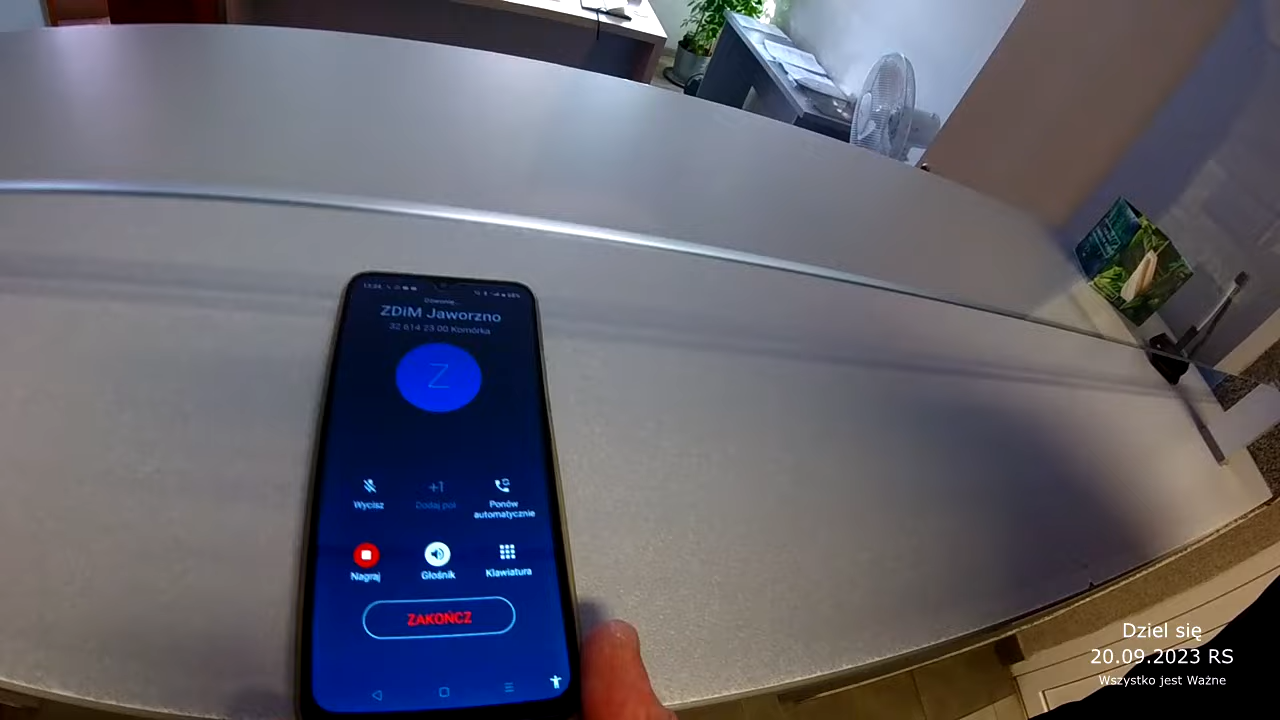 Dzwonię...
ZDiM Jaworzno
32 614 23 00 Komórka
Z
Wycisz
+1
Dodaj poł
Ponów
automatycznie
Nagraj
Głośnik
Klawiatura
ZAKOŃCZ
Dziel się
20.09.2023 RS
Wszystko jest Ważne